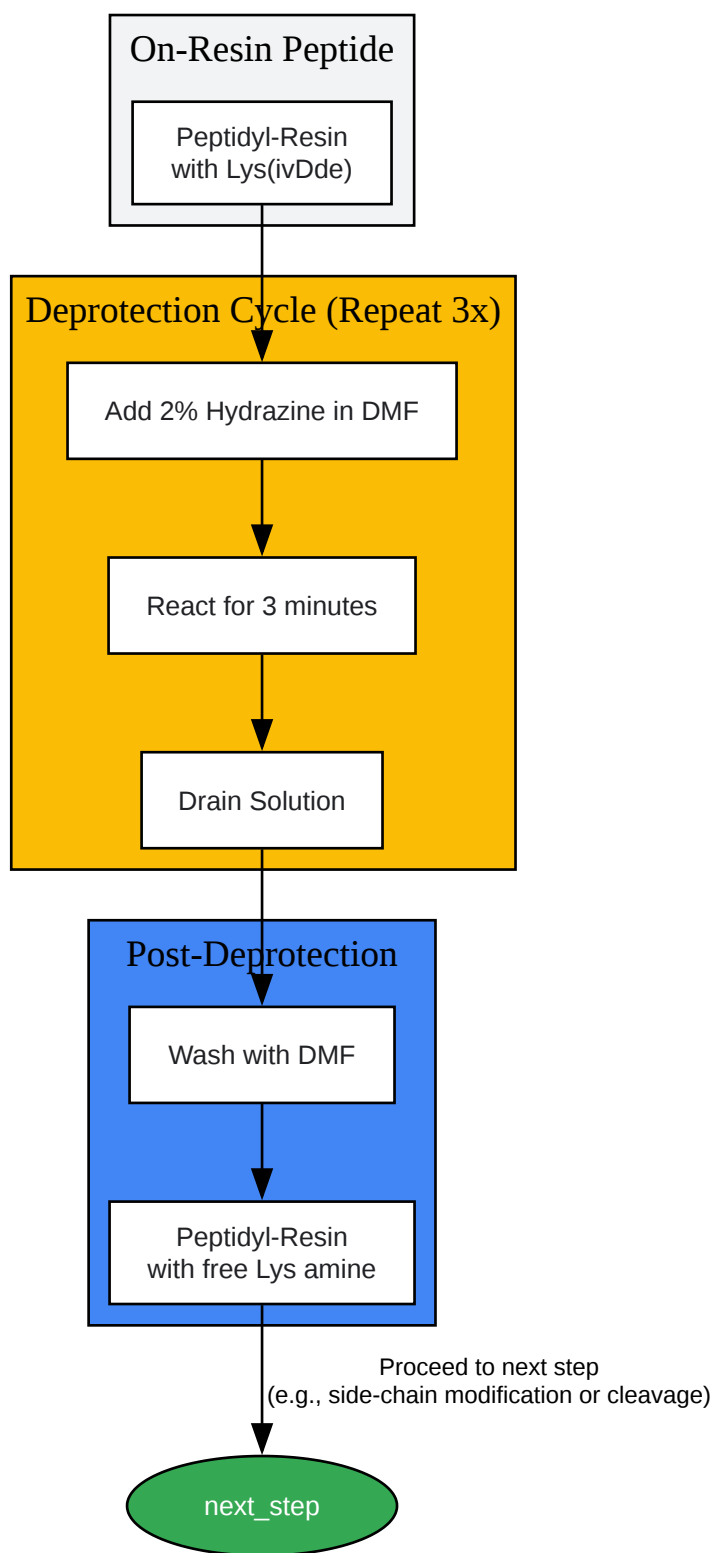 On-Resin Peptide
Peptidyl-Resin
with Lys(ivDde)
Deprotection Cycle (Repeat 3x)
Add 2% Hydrazine in DMF
React for 3 minutes
Drain Solution
Post-Deprotection
Wash with DMF
Peptidyl-Resin
with free Lys amine
Proceed to next step
(e.g., side-chain modification or cleavage)
next_step